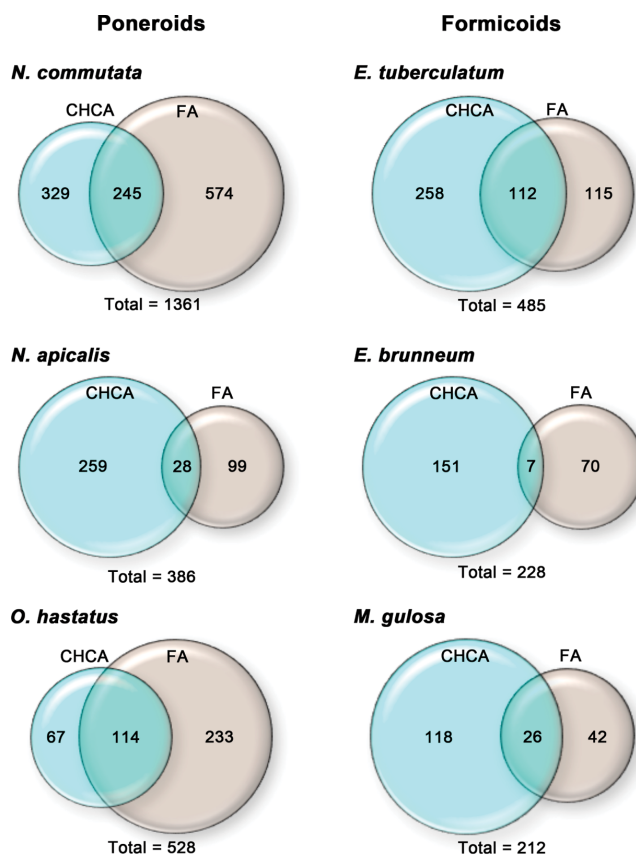 Poneroids
Formicoids
N. commutata
CHCA FA
329 245 574
Total = 1361
E. tuberculatum
CHCA FA
258 112 115
Total = 485
N. apicalis
CHCA FA
259 28 99
Total = 386
E. brunneum
CHCA FA
151 7 70
Total = 228
O. hastatus
CHCA FA
67 114 233
Total = 528
M. gulosa
CHCA FA
118 26 42
Total = 212